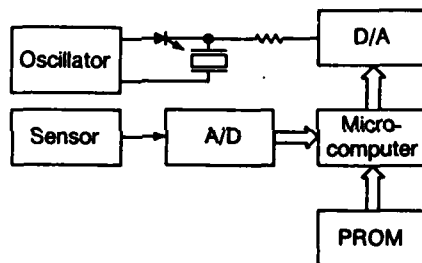 Oscillator
D/A
Sensor
A/D
Micro-
computer
PROM